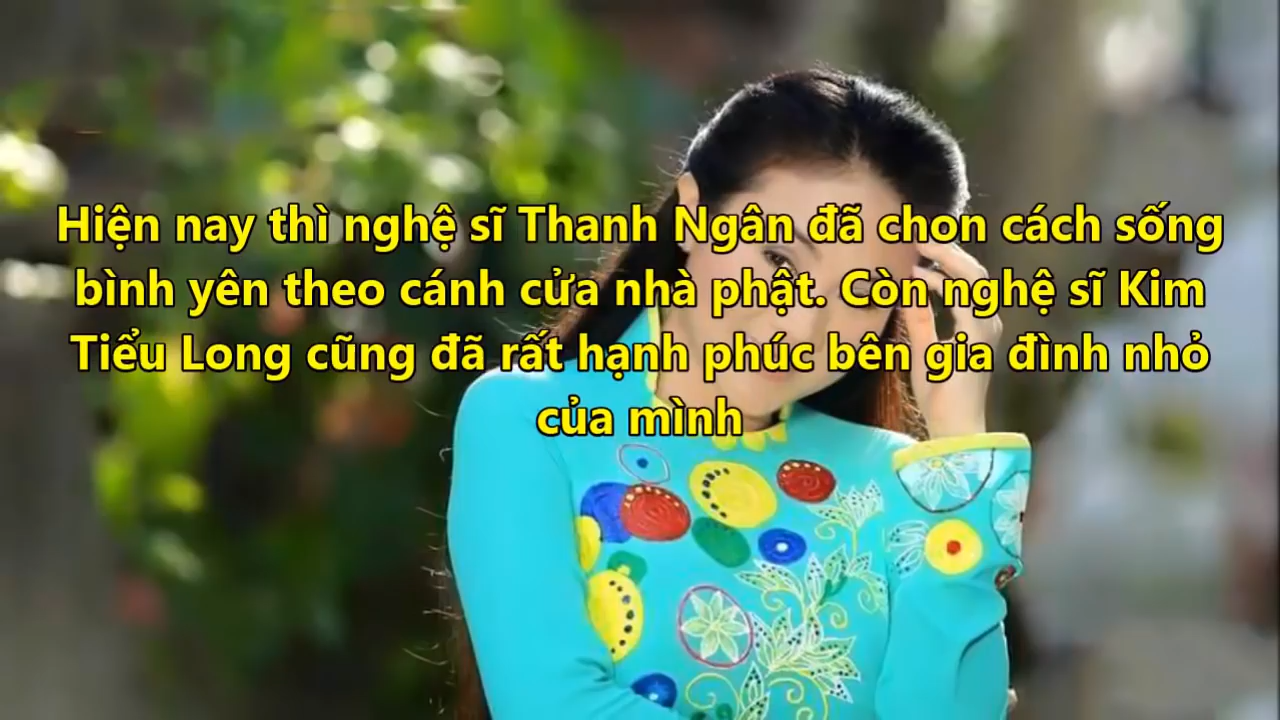 Hiện nay thì nghệ sĩ Thanh Ngân đã chon cách sống
bình yên theo cánh cửa nhà phật. Còn nghệ sĩ Kim
Tiểu Long cũng đã rất hạnh phúc bên gia đình nhỏ
của mình